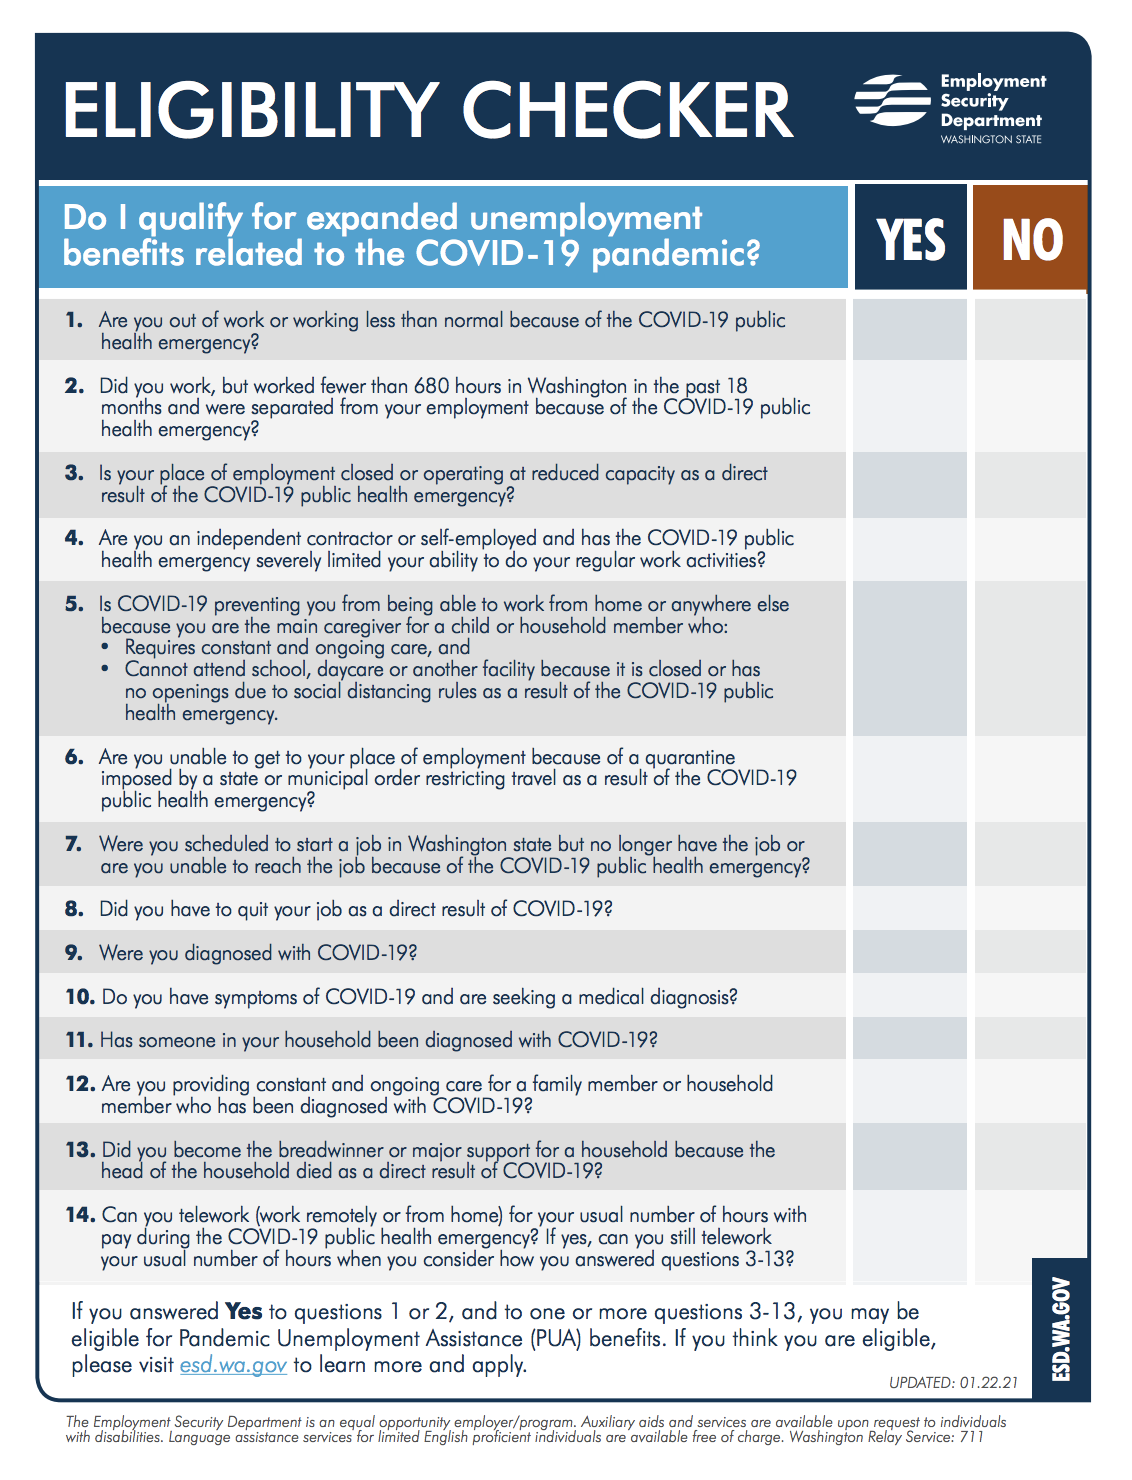 ELIGIBILITY CHECKER
Employment
Security
Department
WASHINGTON STATE
Do I qualify for expanded unemployment
benefits related to the COVID-19 pandemic?
YES
NO
1. Are you out of work or working less than normal because of the COVID-19 public
health emergency?
2. Did you work, but worked fewer than 680 hours in Washington in the past 18
months and were separated from your employment because of the COVID-19 public
health emergency?
3. Is your place of employment closed or operating at reduced capacity as a direct
result of the COVID-19 public health emergency?
4. Are you an independent contractor or self-employed and has the COVID-19 public
health emergency severely limited your ability to do your regular work activities?
5. Is COVID-19 preventing you from being able to work from home or anywhere else
because you are the main caregiver for a child or household member who:
• Requires constant and ongoing care, and
• Cannot attend school, daycare or another facility because it is closed or has
no openings due to social distancing rules as a result of the COVID-19 public
health emergency.
6. Are you unable to get to your place of employment because of a quarantine
imposed by a state or municipal order restricting travel as a result of the COVID-19
public health emergency?
7. Were you scheduled to start a job in Washington state but no longer have the job or
are you unable to reach the job because of the COVID-19 public health emergency?
8. Did you have to quit your job as a direct result of COVID-19?
9. Were you diagnosed with COVID-19?
10. Do you have symptoms of COVID-19 and are seeking a medical diagnosis?
11. Has someone in your household been diagnosed with COVID-19?
12. Are you providing constant and ongoing care for a family member or household
member who has been diagnosed with COVID-19?
13. Did you become the breadwinner or major support for a household because the
head of the household died as a direct result of COVID-19?
14. Can you telework (work remotely or from home) for your usual number of hours with
pay during the COVID-19 public health emergency? If yes, can you still telework
your usual number of hours when you consider how you answered questions 3-13?
If you answered Yes to questions 1 or 2, and to one or more questions 3-13, you may be
eligible for Pandemic Unemployment Assistance (PUA) benefits. If you think you are eligible,
please visit esd.wa.gov to learn more and apply.
UPDATED: 01.22.21
ESD.WA.GOV
The Employment Security Department is an equal opportunity employer/program. Auxiliary aids and services are available upon request to individuals
with disabilities. Language assistance services for limited English proficient individuals are available free of charge. Washington Relay Service: 711